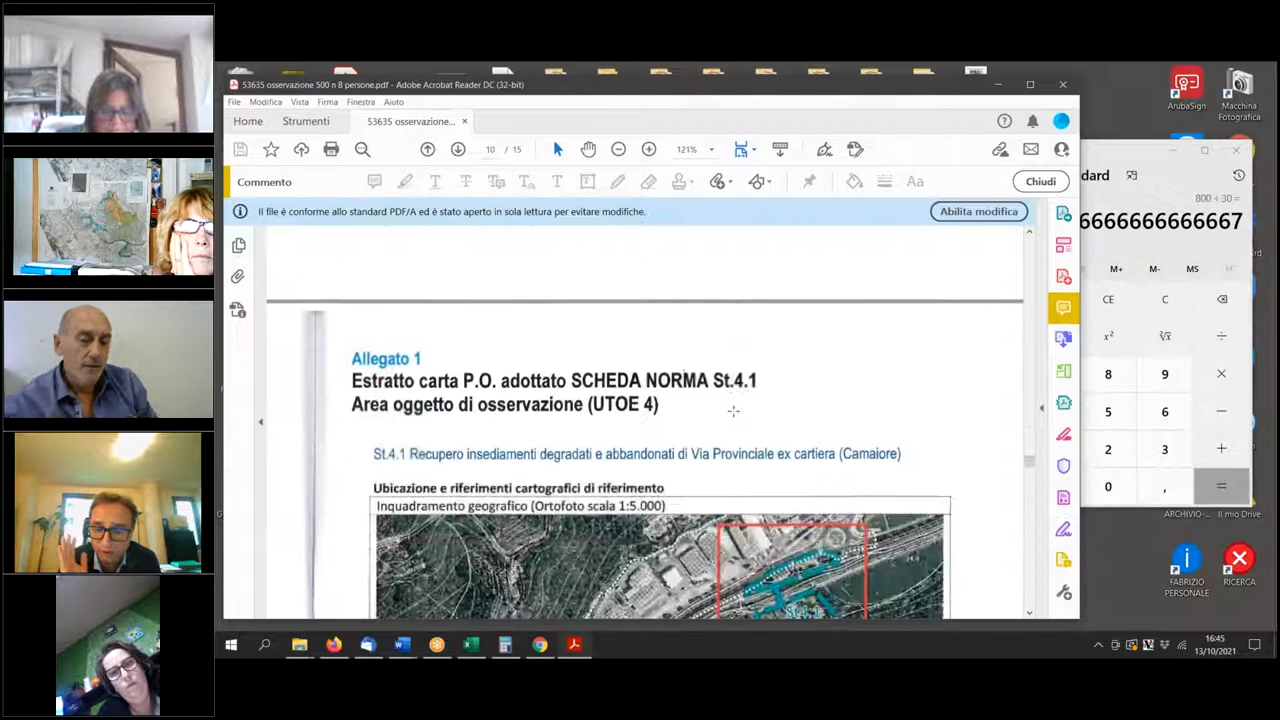 53635 osservazione 500 n 8 persone.pdf - Adobe Acrobat Reader DC (32-bit)
File Modifica Vista Firma Finestra Aiuto
Home Strumenti 53635 osservazione... ×
10 / 15 121%
Commento
Aa
Chiudi
Il file è conforme allo standard PDF/A ed è stato aperto in sola lettura per evitare modifiche.
Abilita modifica
Allegato 1
Estratto carta P.O. adottato SCHEDA NORMA St.4.1
Area oggetto di osservazione (UTOE 4)
St.4.1 Recupero insediamenti degradati e abbandonati di Via Provinciale ex cartiera (Camaiore)
Ubicazione e riferimenti cartografici di riferimento
Inquadramento geografico (Ortofoto scala 1:5.000)
ArubaSign
Macchina
Fotografica
dard
800 ÷ 30 =
6666666666667
M+ M- MS
CE C
8 9
5 6
2 3
0 ,
ARCHIVIO-...
Il mio Drive
FABRIZIO
PERSONALE
RICERCA
16:45
13/10/2021